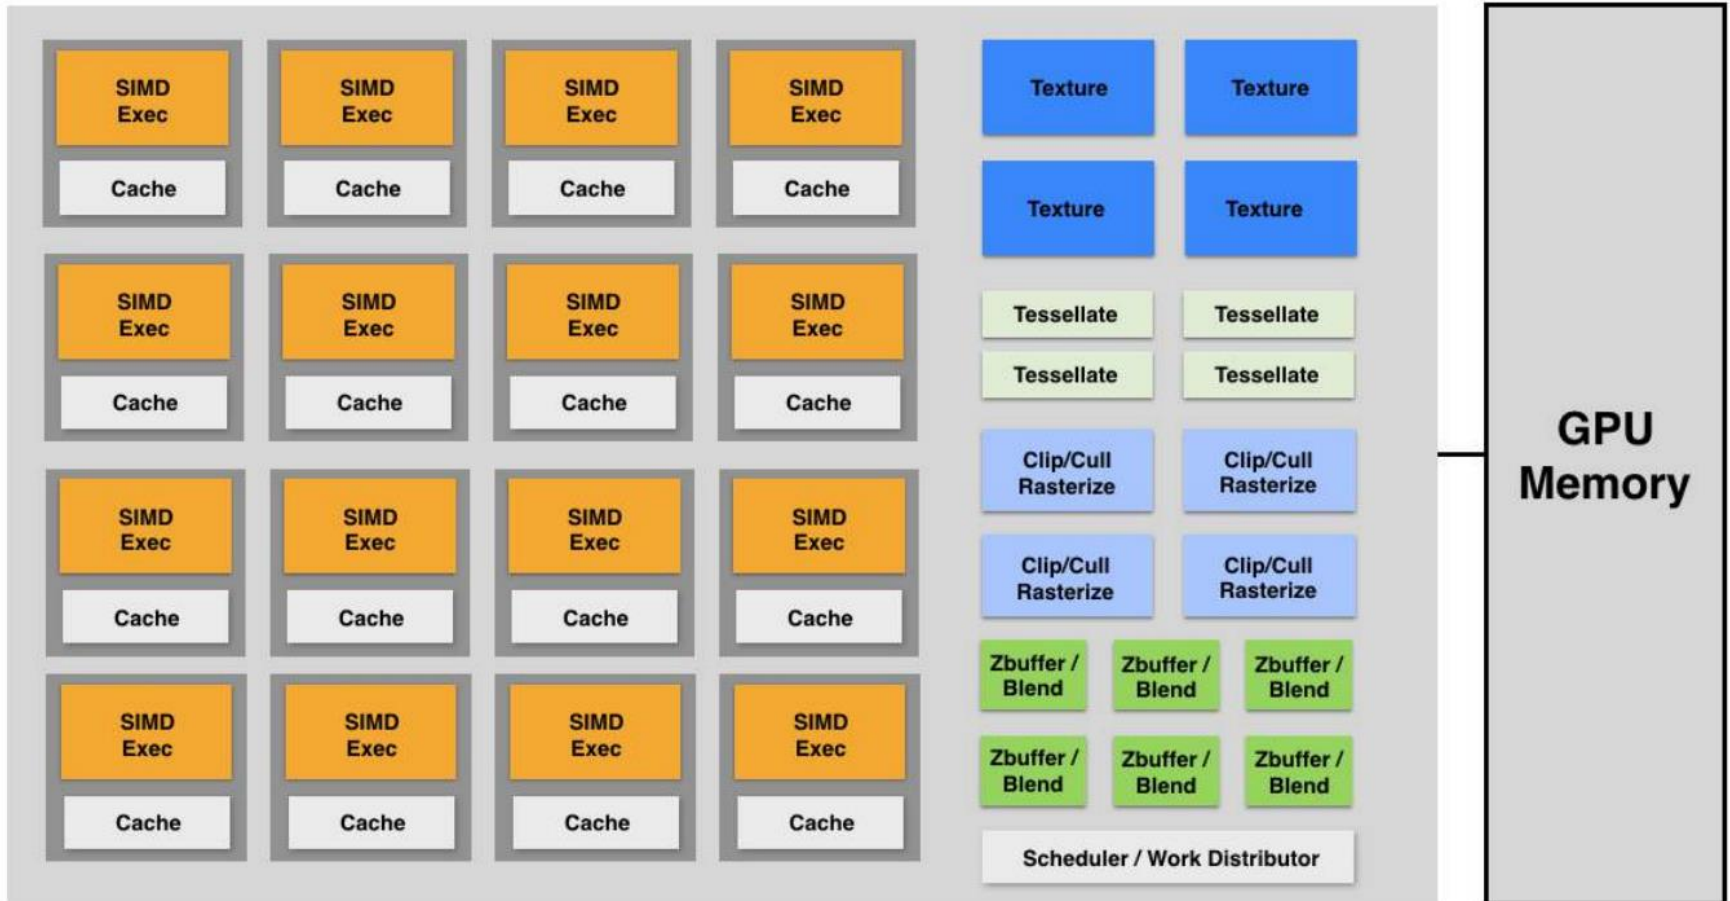 SIMD
Exec
SIMD
Exec
SIMD
Exec
SIMD
Exec
Cache
Cache
Cache
Cache
SIMD
Exec
SIMD
Exec
SIMD
Exec
SIMD
Exec
Cache
Cache
Cache
Cache
SIMD
Exec
SIMD
Exec
SIMD
Exec
SIMD
Exec
Cache
Cache
Cache
Cache
SIMD
Exec
SIMD
Exec
SIMD
Exec
SIMD
Exec
Cache
Cache
Cache
Cache
Texture
Texture
Texture
Texture
Tessellate
Tessellate
Tessellate
Tessellate
Clip/Cull
Rasterize
Clip/Cull
Rasterize
Clip/Cull
Rasterize
Clip/Cull
Rasterize
Zbuffer /
Blend
Zbuffer /
Blend
Zbuffer /
Blend
Zbuffer /
Blend
Zbuffer /
Blend
Zbuffer /
Blend
Scheduler / Work Distributor
GPU
Memory